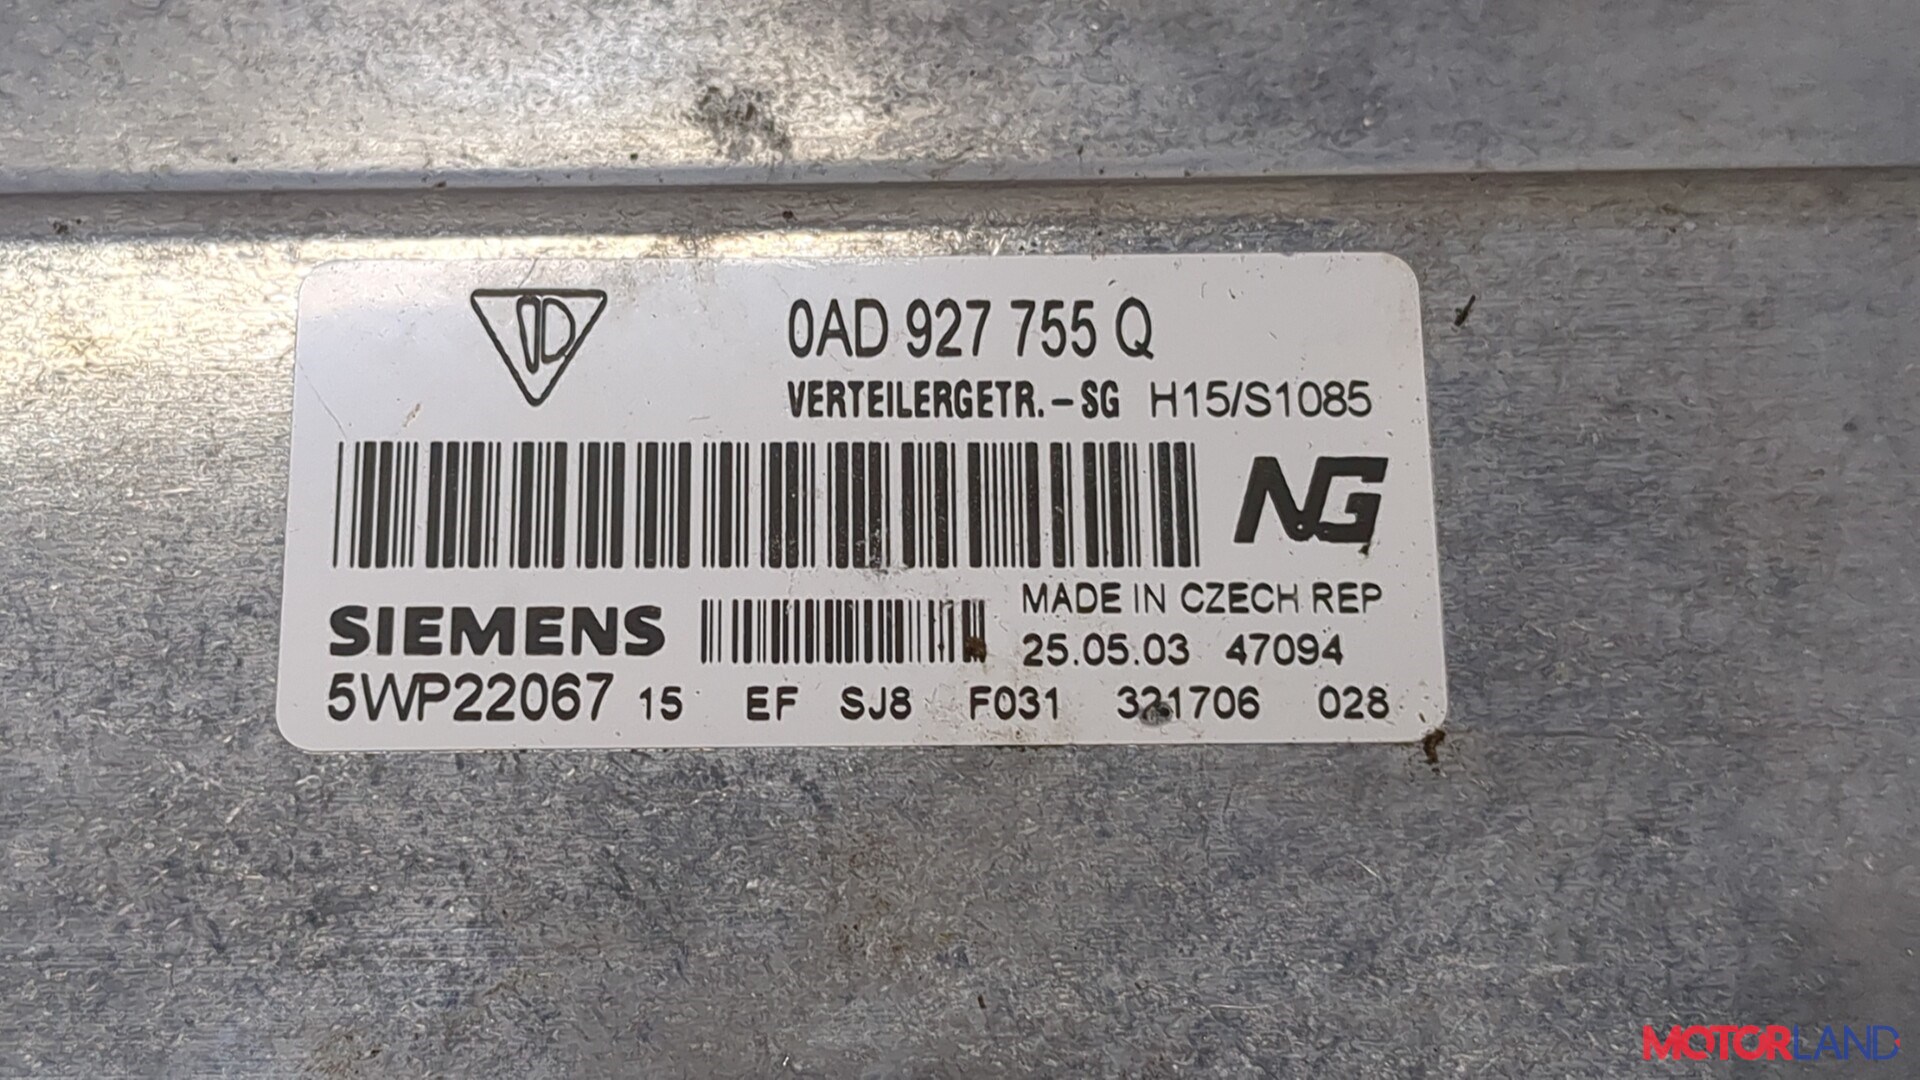 0AD 927 755 Q
VERTEILERGETR.-SG H15/S1085
NG
SIEMENS
MADE IN CZECH REP
25.05.03 47094
5WP22067 15 EF SJ8 F031 321706 028
MOTORLAND